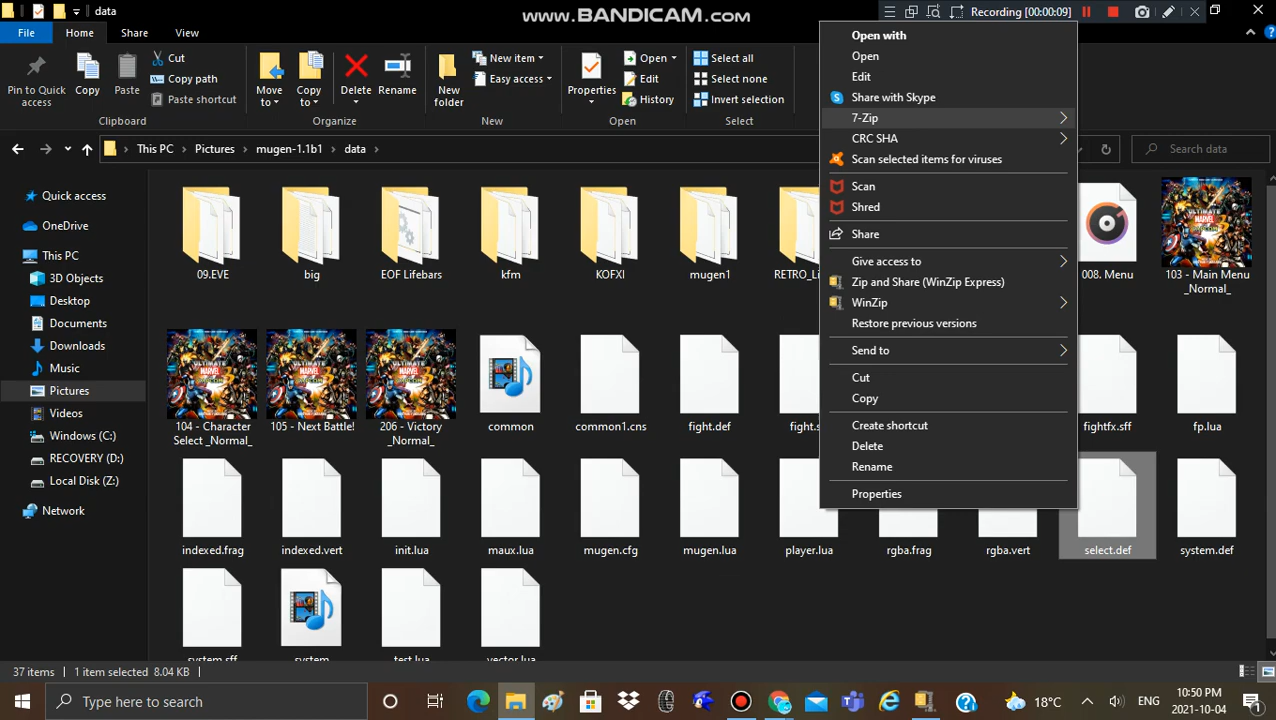 data
www.BANDICAM.com
Recording [00:00:09]
File
Home
Share
View
Pin to Quick access
Copy
Paste
Cut
Copy path
Paste shortcut
Clipboard
Move to
Copy to
Delete
Rename
Organize
New folder
New item
Easy access
New
Properties
Open
Edit
History
Open
Select all
Select none
Invert selection
Select
This PC
Pictures
mugen-1.1b1
data
Search data
Quick access
OneDrive
This PC
3D Objects
Desktop
Documents
Downloads
Music
Pictures
Videos
Windows (C:)
RECOVERY (D:)
Local Disk (Z:)
Network
09.EVE
big
EOF Lifebars
kfm
KOFXI
mugen1
RETRO_Li
008. Menu
103 - Main Menu
_Normal_
104 - Character
Select _Normal_
105 - Next Battle!
206 - Victory
_Normal_
common
common1.cns
fight.def
fight.s
fightfx.sff
fp.lua
indexed.frag
indexed.vert
init.lua
maux.lua
mugen.cfg
mugen.lua
player.lua
rgba.frag
rgba.vert
select.def
system.def
system.sff
system
test.lua
vector.lua
Open with
Open
Edit
Share with Skype
7-Zip
CRC SHA
Scan selected items for viruses
Scan
Shred
Share
Give access to
Zip and Share (WinZip Express)
WinZip
Restore previous versions
Send to
Cut
Copy
Create shortcut
Delete
Rename
Properties
37 items
1 item selected 8.04 KB
Type here to search
18°C
ENG
10:50 PM
2021-10-04